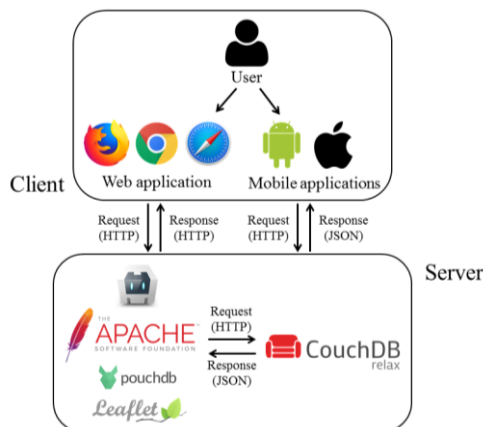 User
Web application
Mobile applications
Client
Request
(HTTP)
Response
(HTTP)
Request
(HTTP)
Response
(JSON)
Server
THE
APACHE™
SOFTWARE FOUNDATION
Request
(HTTP)
Response
(JSON)
CouchDB
relax
pouchdb
Leaflet